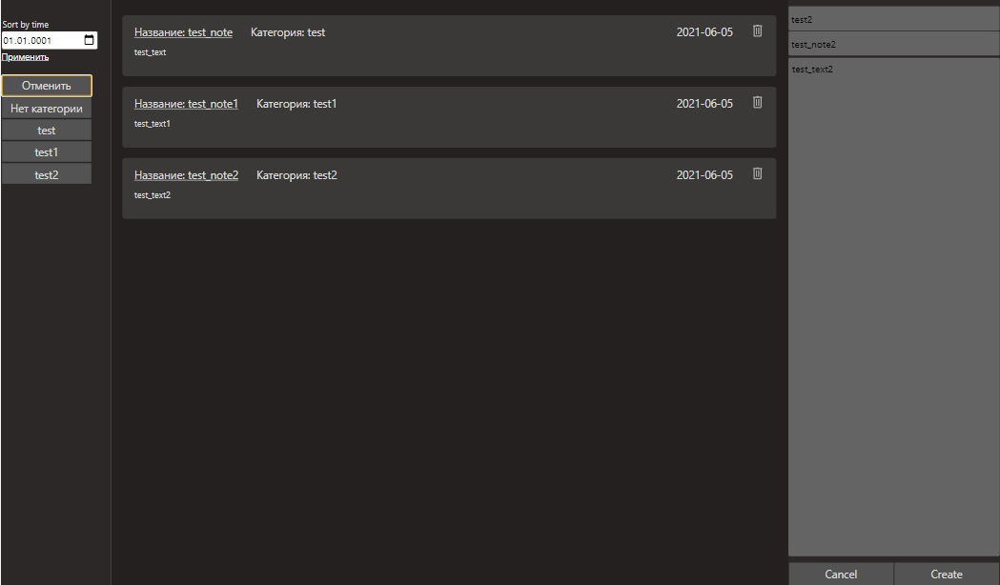 Sort by time
01.01.0001
Применить
Отменить
Нет категории
test
test1
test2
Название: test_note Категория: test 2021-06-05
test_text
Название: test_note1 Категория: test1 2021-06-05
test_text1
Название: test_note2 Категория: test2 2021-06-05
test_text2
test2
test_note2
test_text2
Cancel Create